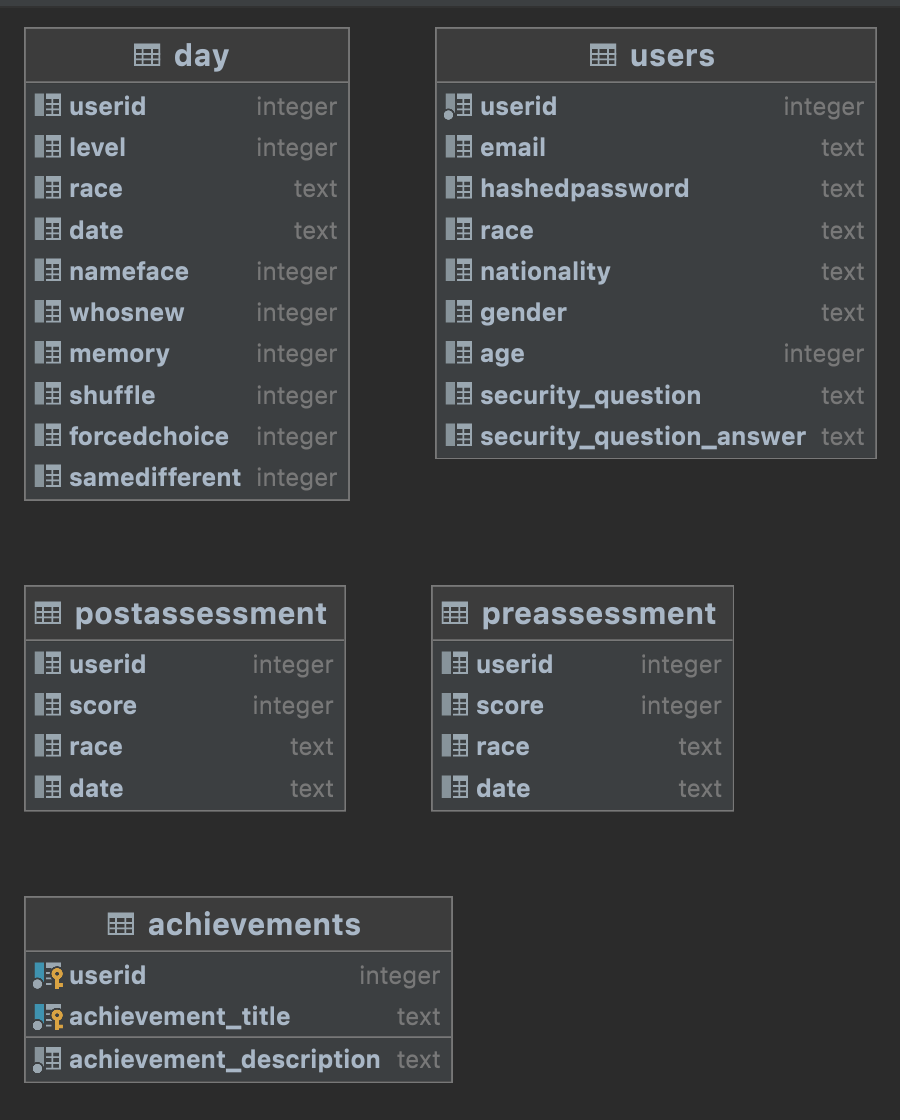 day
userid integer
level integer
race text
date text
nameface integer
whosnew integer
memory integer
shuffle integer
forcedchoice integer
samedifferent integer
users
userid integer
email text
hashedpassword text
race text
nationality text
gender text
age integer
security_question text
security_question_answer text
postassessment
userid integer
score integer
race text
date text
preassessment
userid integer
score integer
race text
date text
achievements
userid integer
achievement_title text
achievement_description text